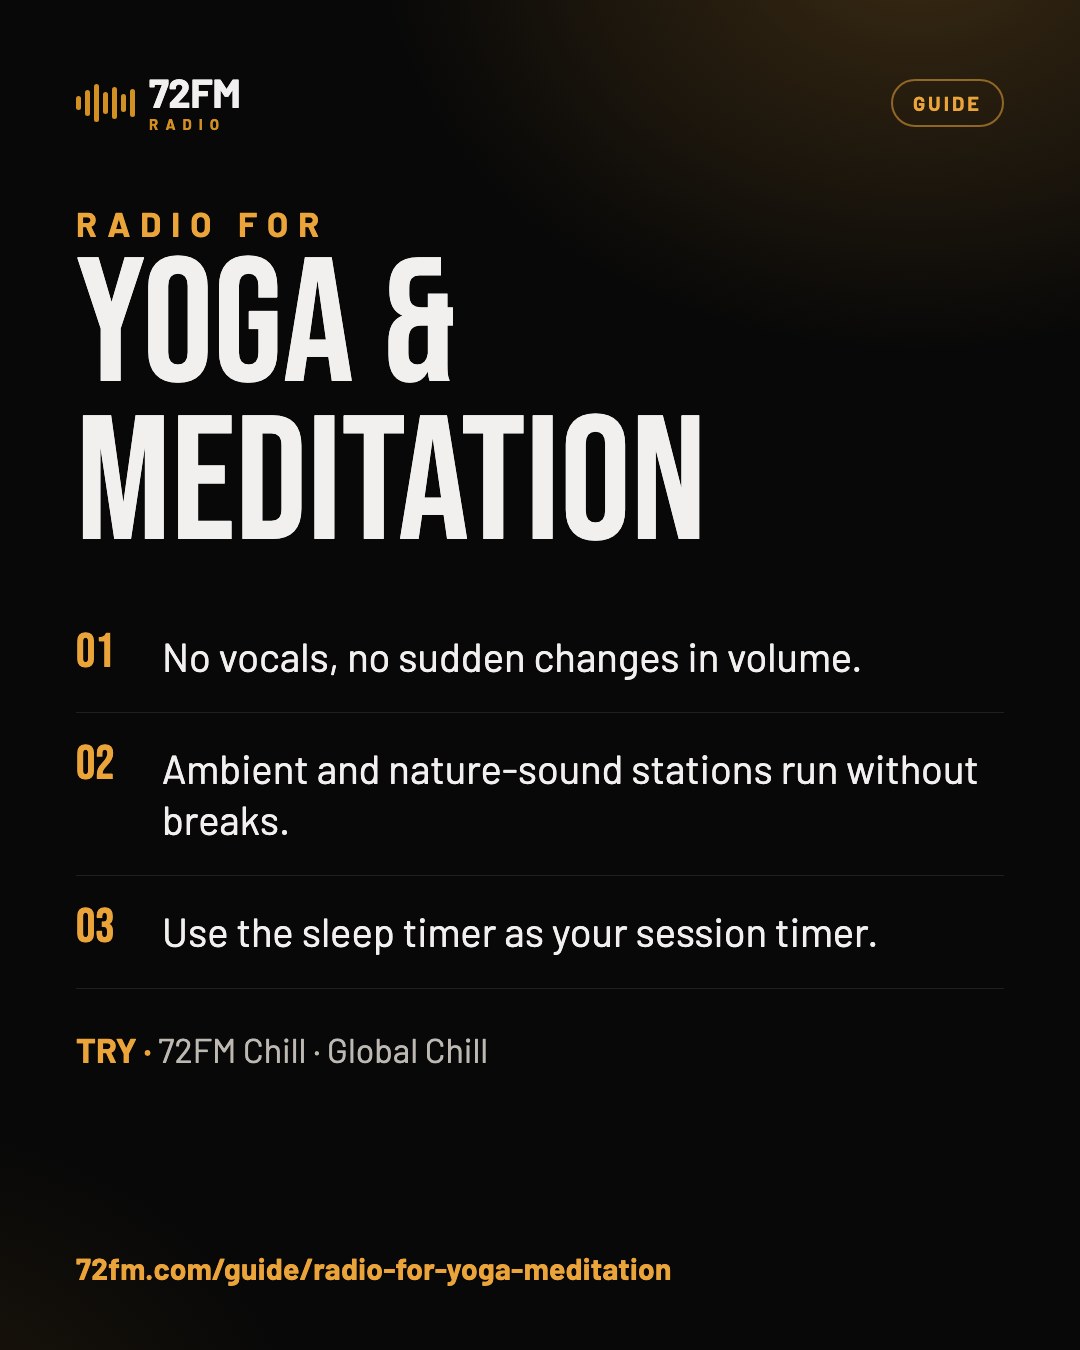 72FM
RADIO
GUIDE
RADIO FOR
YOGA &
MEDITATION
01 No vocals, no sudden changes in volume.
02 Ambient and nature-sound stations run without
breaks.
03 Use the sleep timer as your session timer.
TRY · 72FM Chill · Global Chill
72fm.com/guide/radio-for-yoga-meditation